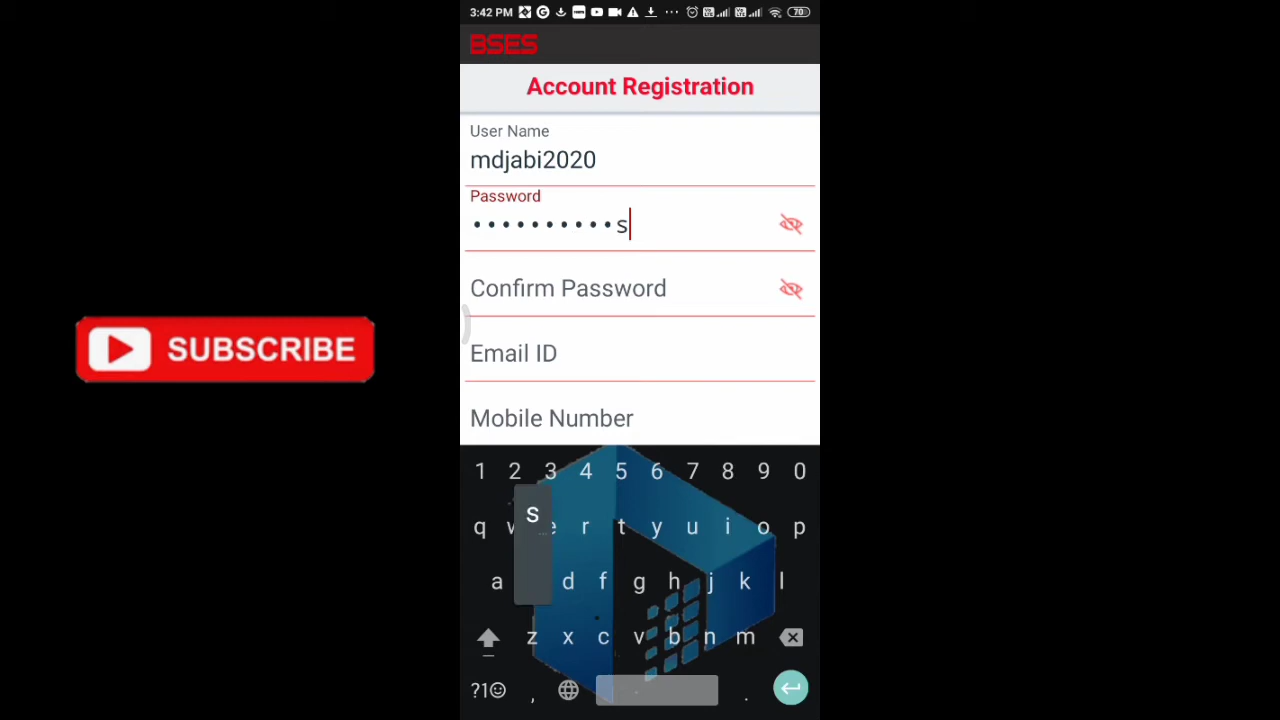 3:42 PM
70
BSES
Account Registration
User Name
mdjabi2020
Password
••••••••••s
Confirm Password
Email ID
Mobile Number
SUBSCRIBE
1 2 3 4 5 6 7 8 9 0
s
q w e r t y u i o p
a d f g h j k l
z x c v b n m
?1☺ , .